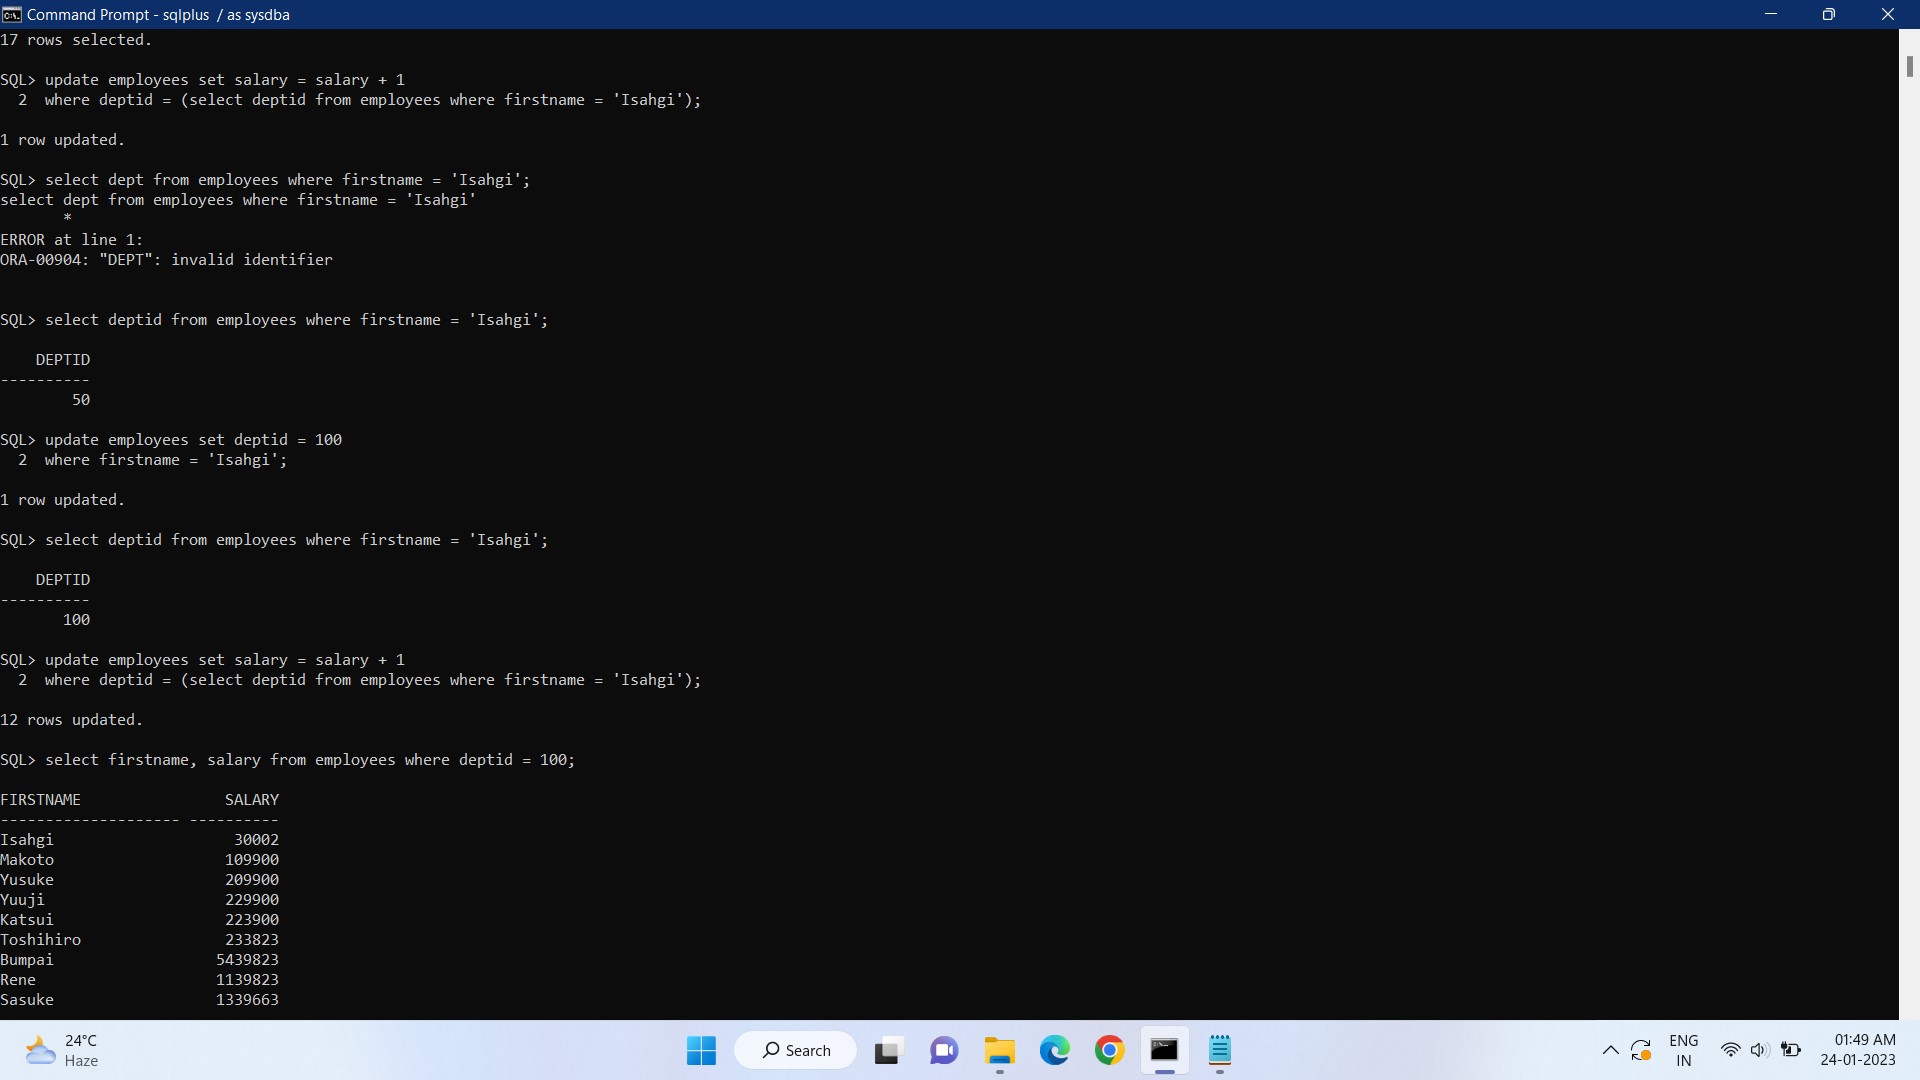 Command Prompt - sqlplus  / as sysdba
17 rows selected.
SQL> update employees set salary = salary + 1
  2  where deptid = (select deptid from employees where firstname = 'Isahgi');
1 row updated.
SQL> select dept from employees where firstname = 'Isahgi';
select dept from employees where firstname = 'Isahgi'
       *
ERROR at line 1:
ORA-00904: "DEPT": invalid identifier
SQL> select deptid from employees where firstname = 'Isahgi';
    DEPTID
----------
        50
SQL> update employees set deptid = 100
  2  where firstname = 'Isahgi';
1 row updated.
SQL> select deptid from employees where firstname = 'Isahgi';
    DEPTID
----------
       100
SQL> update employees set salary = salary + 1
  2  where deptid = (select deptid from employees where firstname = 'Isahgi');
12 rows updated.
SQL> select firstname, salary from employees where deptid = 100;
FIRSTNAME                SALARY
-------------------- ----------
Isahgi                    30002
Makoto                   109900
Yusuke                   209900
Yuuji                    229900
Katsui                   223900
Toshihiro                233823
Bumpai                  5439823
Rene                    1139823
Sasuke                  1339663
24°C
Haze
Search
ENG
IN
01:49 AM
24-01-2023